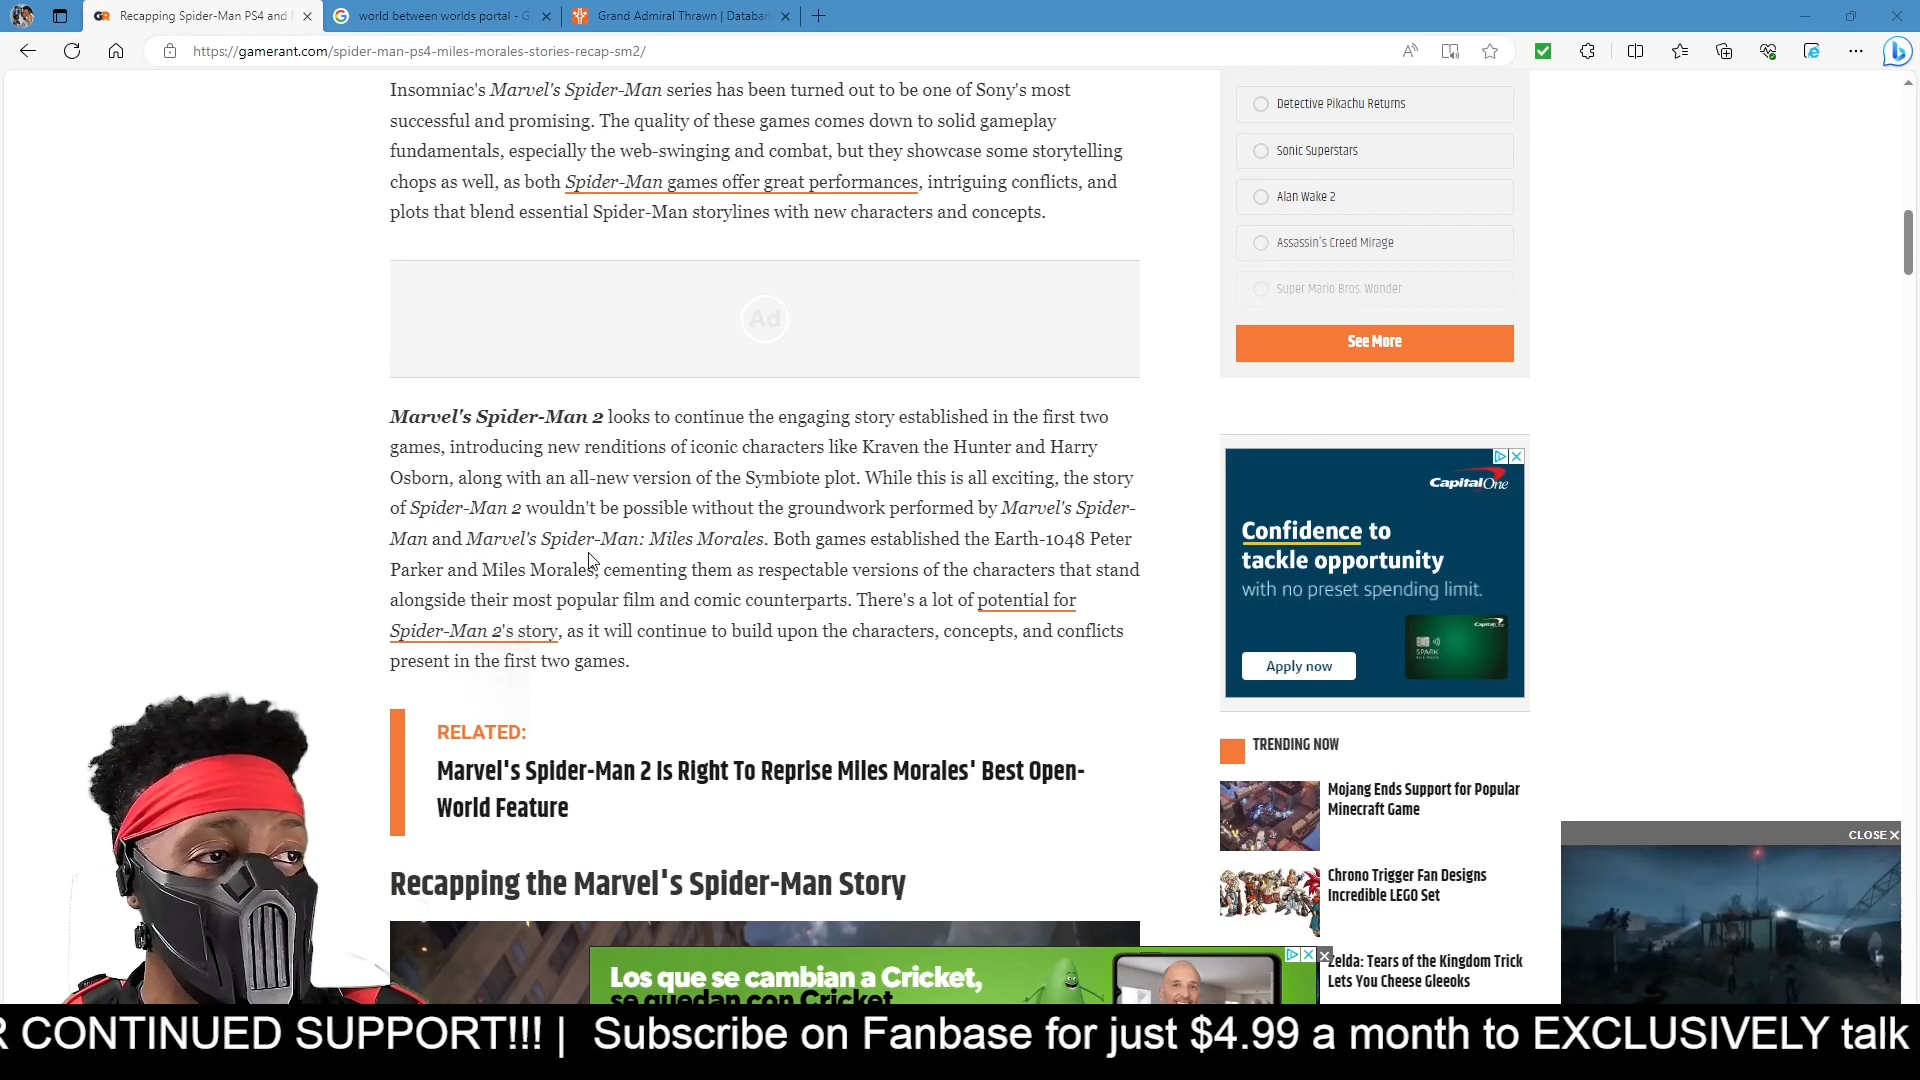 Recapping Spider-Man PS4 and
world between worlds portal - G
Grand Admiral Thrawn | Databan
https://gamerant.com/spider-man-ps4-miles-morales-stories-recap-sm2/
Insomniac's Marvel's Spider-Man series has been turned out to be one of Sony's most
successful and promising. The quality of these games comes down to solid gameplay
fundamentals, especially the web-swinging and combat, but they showcase some storytelling
chops as well, as both Spider-Man games offer great performances, intriguing conflicts, and
plots that blend essential Spider-Man storylines with new characters and concepts.
Ad
Marvel's Spider-Man 2 looks to continue the engaging story established in the first two
games, introducing new renditions of iconic characters like Kraven the Hunter and Harry
Osborn, along with an all-new version of the Symbiote plot. While this is all exciting, the story
of Spider-Man 2 wouldn't be possible without the groundwork performed by Marvel's Spider-
Man and Marvel's Spider-Man: Miles Morales. Both games established the Earth-1048 Peter
Parker and Miles Morales, cementing them as respectable versions of the characters that stand
alongside their most popular film and comic counterparts. There's a lot of potential for
Spider-Man 2's story, as it will continue to build upon the characters, concepts, and conflicts
present in the first two games.
RELATED:
Marvel's Spider-Man 2 Is Right To Reprise Miles Morales' Best Open-
World Feature
Recapping the Marvel's Spider-Man Story
Detective Pikachu Returns
Sonic Superstars
Alan Wake 2
Assassin's Creed Mirage
Super Mario Bros. Wonder
See More
CapitalOne
Confidence to
tackle opportunity
with no preset spending limit.
CapitalOne
SPARK
Apply now
TRENDING NOW
Mojang Ends Support for Popular
Minecraft Game
Chrono Trigger Fan Designs
Incredible LEGO Set
Zelda: Tears of the Kingdom Trick
Lets You Cheese Gleeoks
CLOSE X
Los que se cambian a Cricket,
se quedan con Cricket
R CONTINUED SUPPORT!!! | Subscribe on Fanbase for just $4.99 a month to EXCLUSIVELY talk